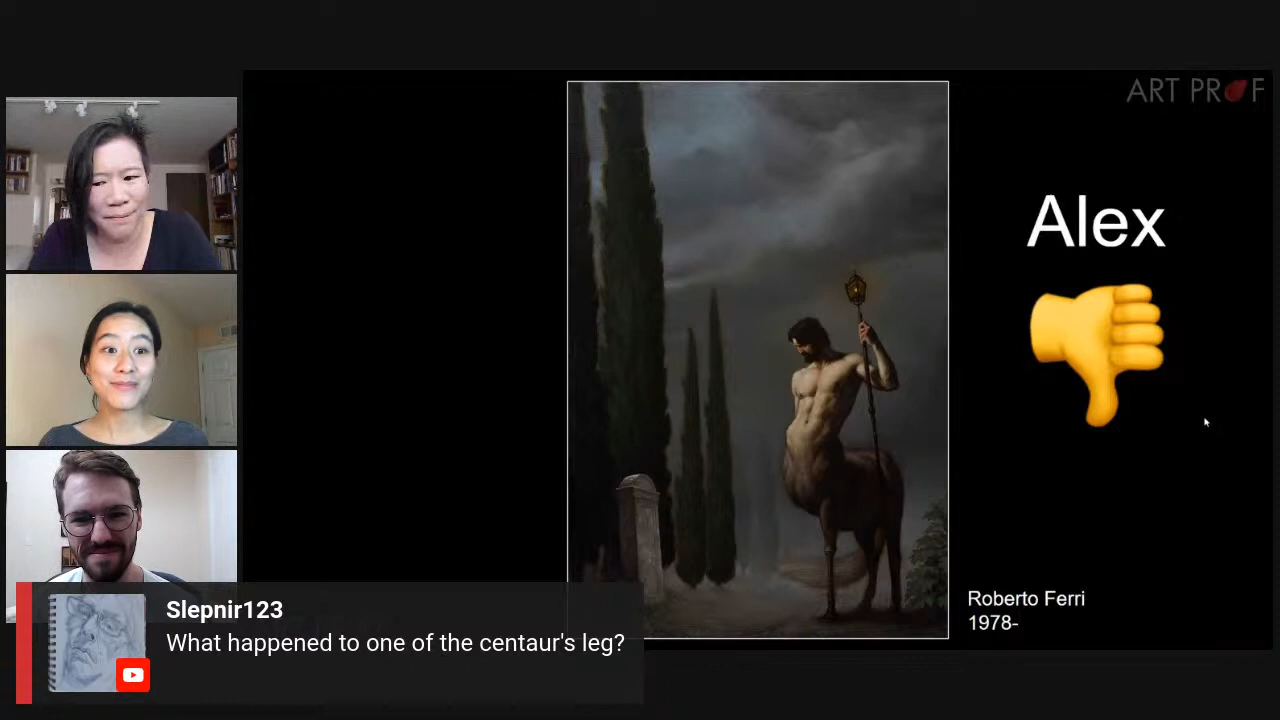 ART PROF
Alex
Roberto Ferri
1978-
Slepnir123
What happened to one of the centaur's leg?